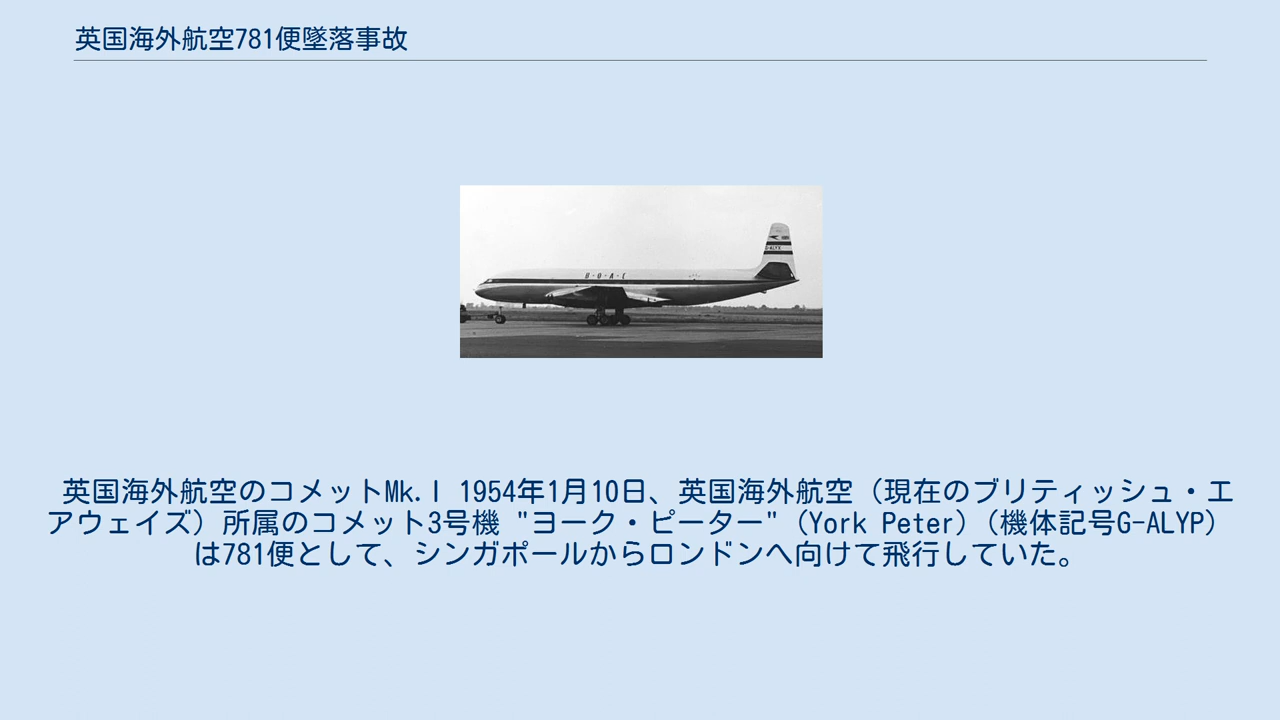 英国海外航空781便墜落事故
B·O·A·C
G-ALYX
英国海外航空のコメットMk.I 1954年1月10日、英国海外航空（現在のブリティッシュ・エ
アウェイズ）所属のコメット3号機 "ヨーク・ピーター"（York Peter）（機体記号G-ALYP）
は781便として、シンガポールからロンドンへ向けて飛行していた。